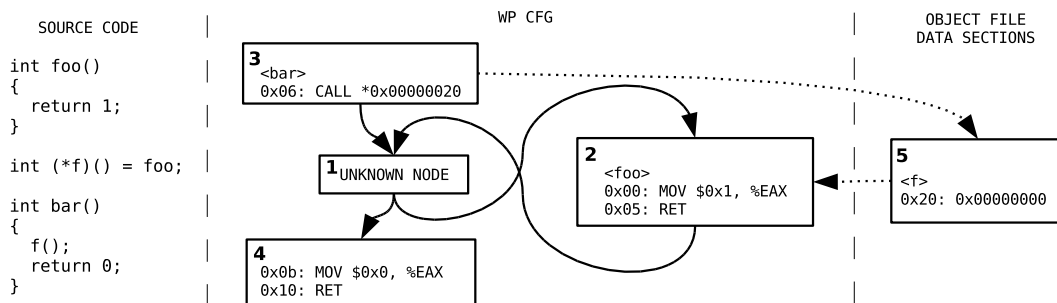 SOURCE CODE
int foo()
{
return 1;
}
int (*f)() = foo;
int bar()
{
f();
return 0;
}
WP CFG
3
<bar>
0x06: CALL *0x00000020
1 UNKNOWN NODE
2
<foo>
0x00: MOV $0x1, %EAX
0x05: RET
4
0x0b: MOV $0x0, %EAX
0x10: RET
OBJECT FILE
DATA SECTIONS
5
<f>
0x20: 0x00000000